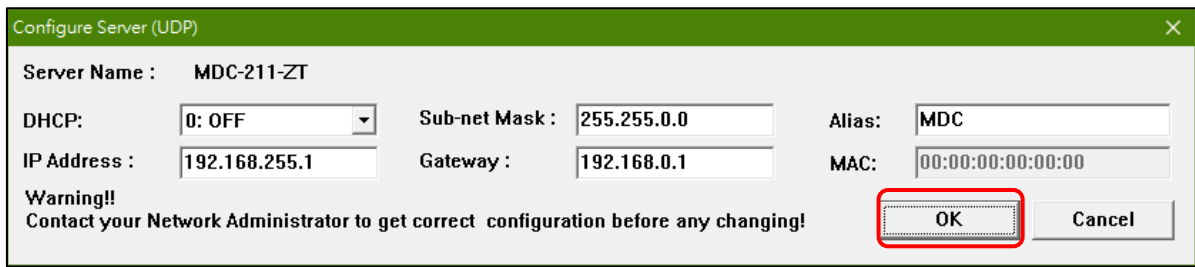 Configure Server (UDP)
Server Name : MDC-211-ZT
DHCP: 0: OFF Sub-net Mask : 255.255.0.0 Alias: MDC
IP Address : 192.168.255.1 Gateway : 192.168.0.1 MAC: 00:00:00:00:00:00
Warning!!
Contact your Network Administrator to get correct configuration before any changing! OK Cancel